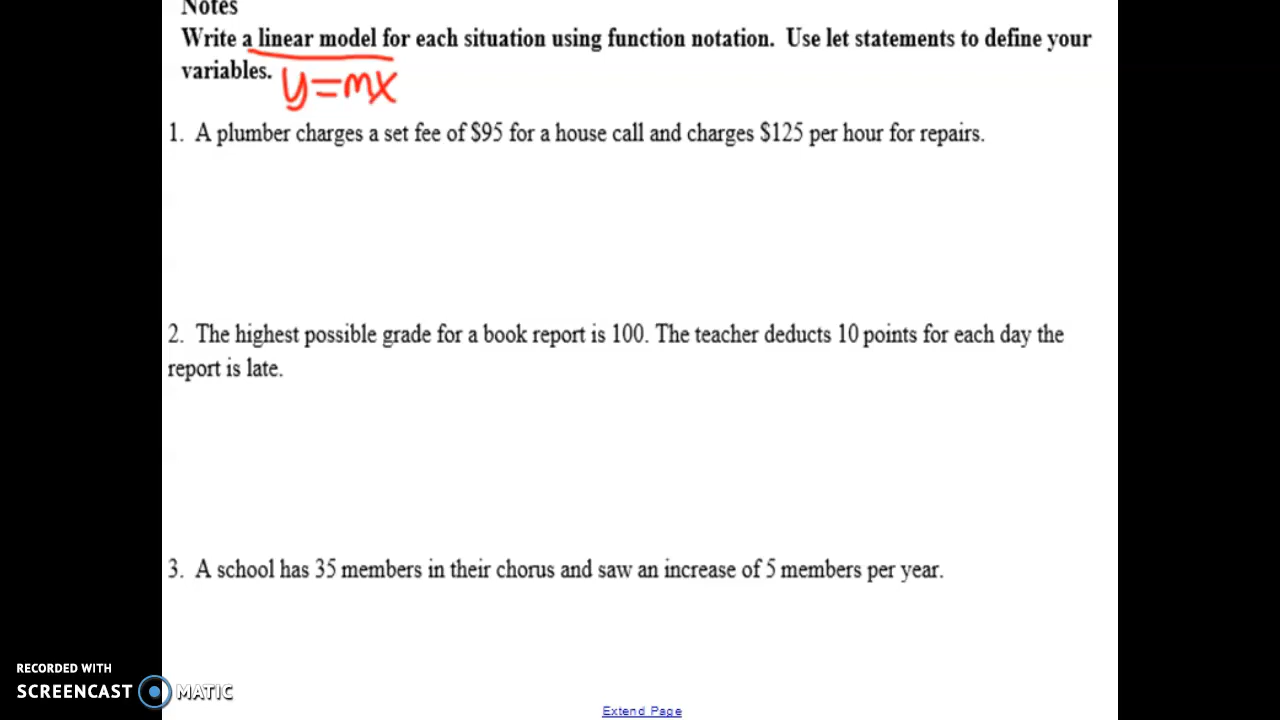 Notes
Write a linear model for each situation using function notation. Use let statements to define your
variables. y=mx
1. A plumber charges a set fee of $95 for a house call and charges $125 per hour for repairs.
2. The highest possible grade for a book report is 100. The teacher deducts 10 points for each day the
report is late.
3. A school has 35 members in their chorus and saw an increase of 5 members per year.
RECORDED WITH
SCREENCAST MATIC
Extend Page